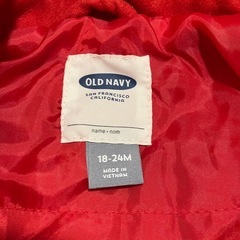 OLD NAVY
SAN FRANCISCO
CALIFORNIA
name • nom
18-24M
MADE IN
VIETNAM